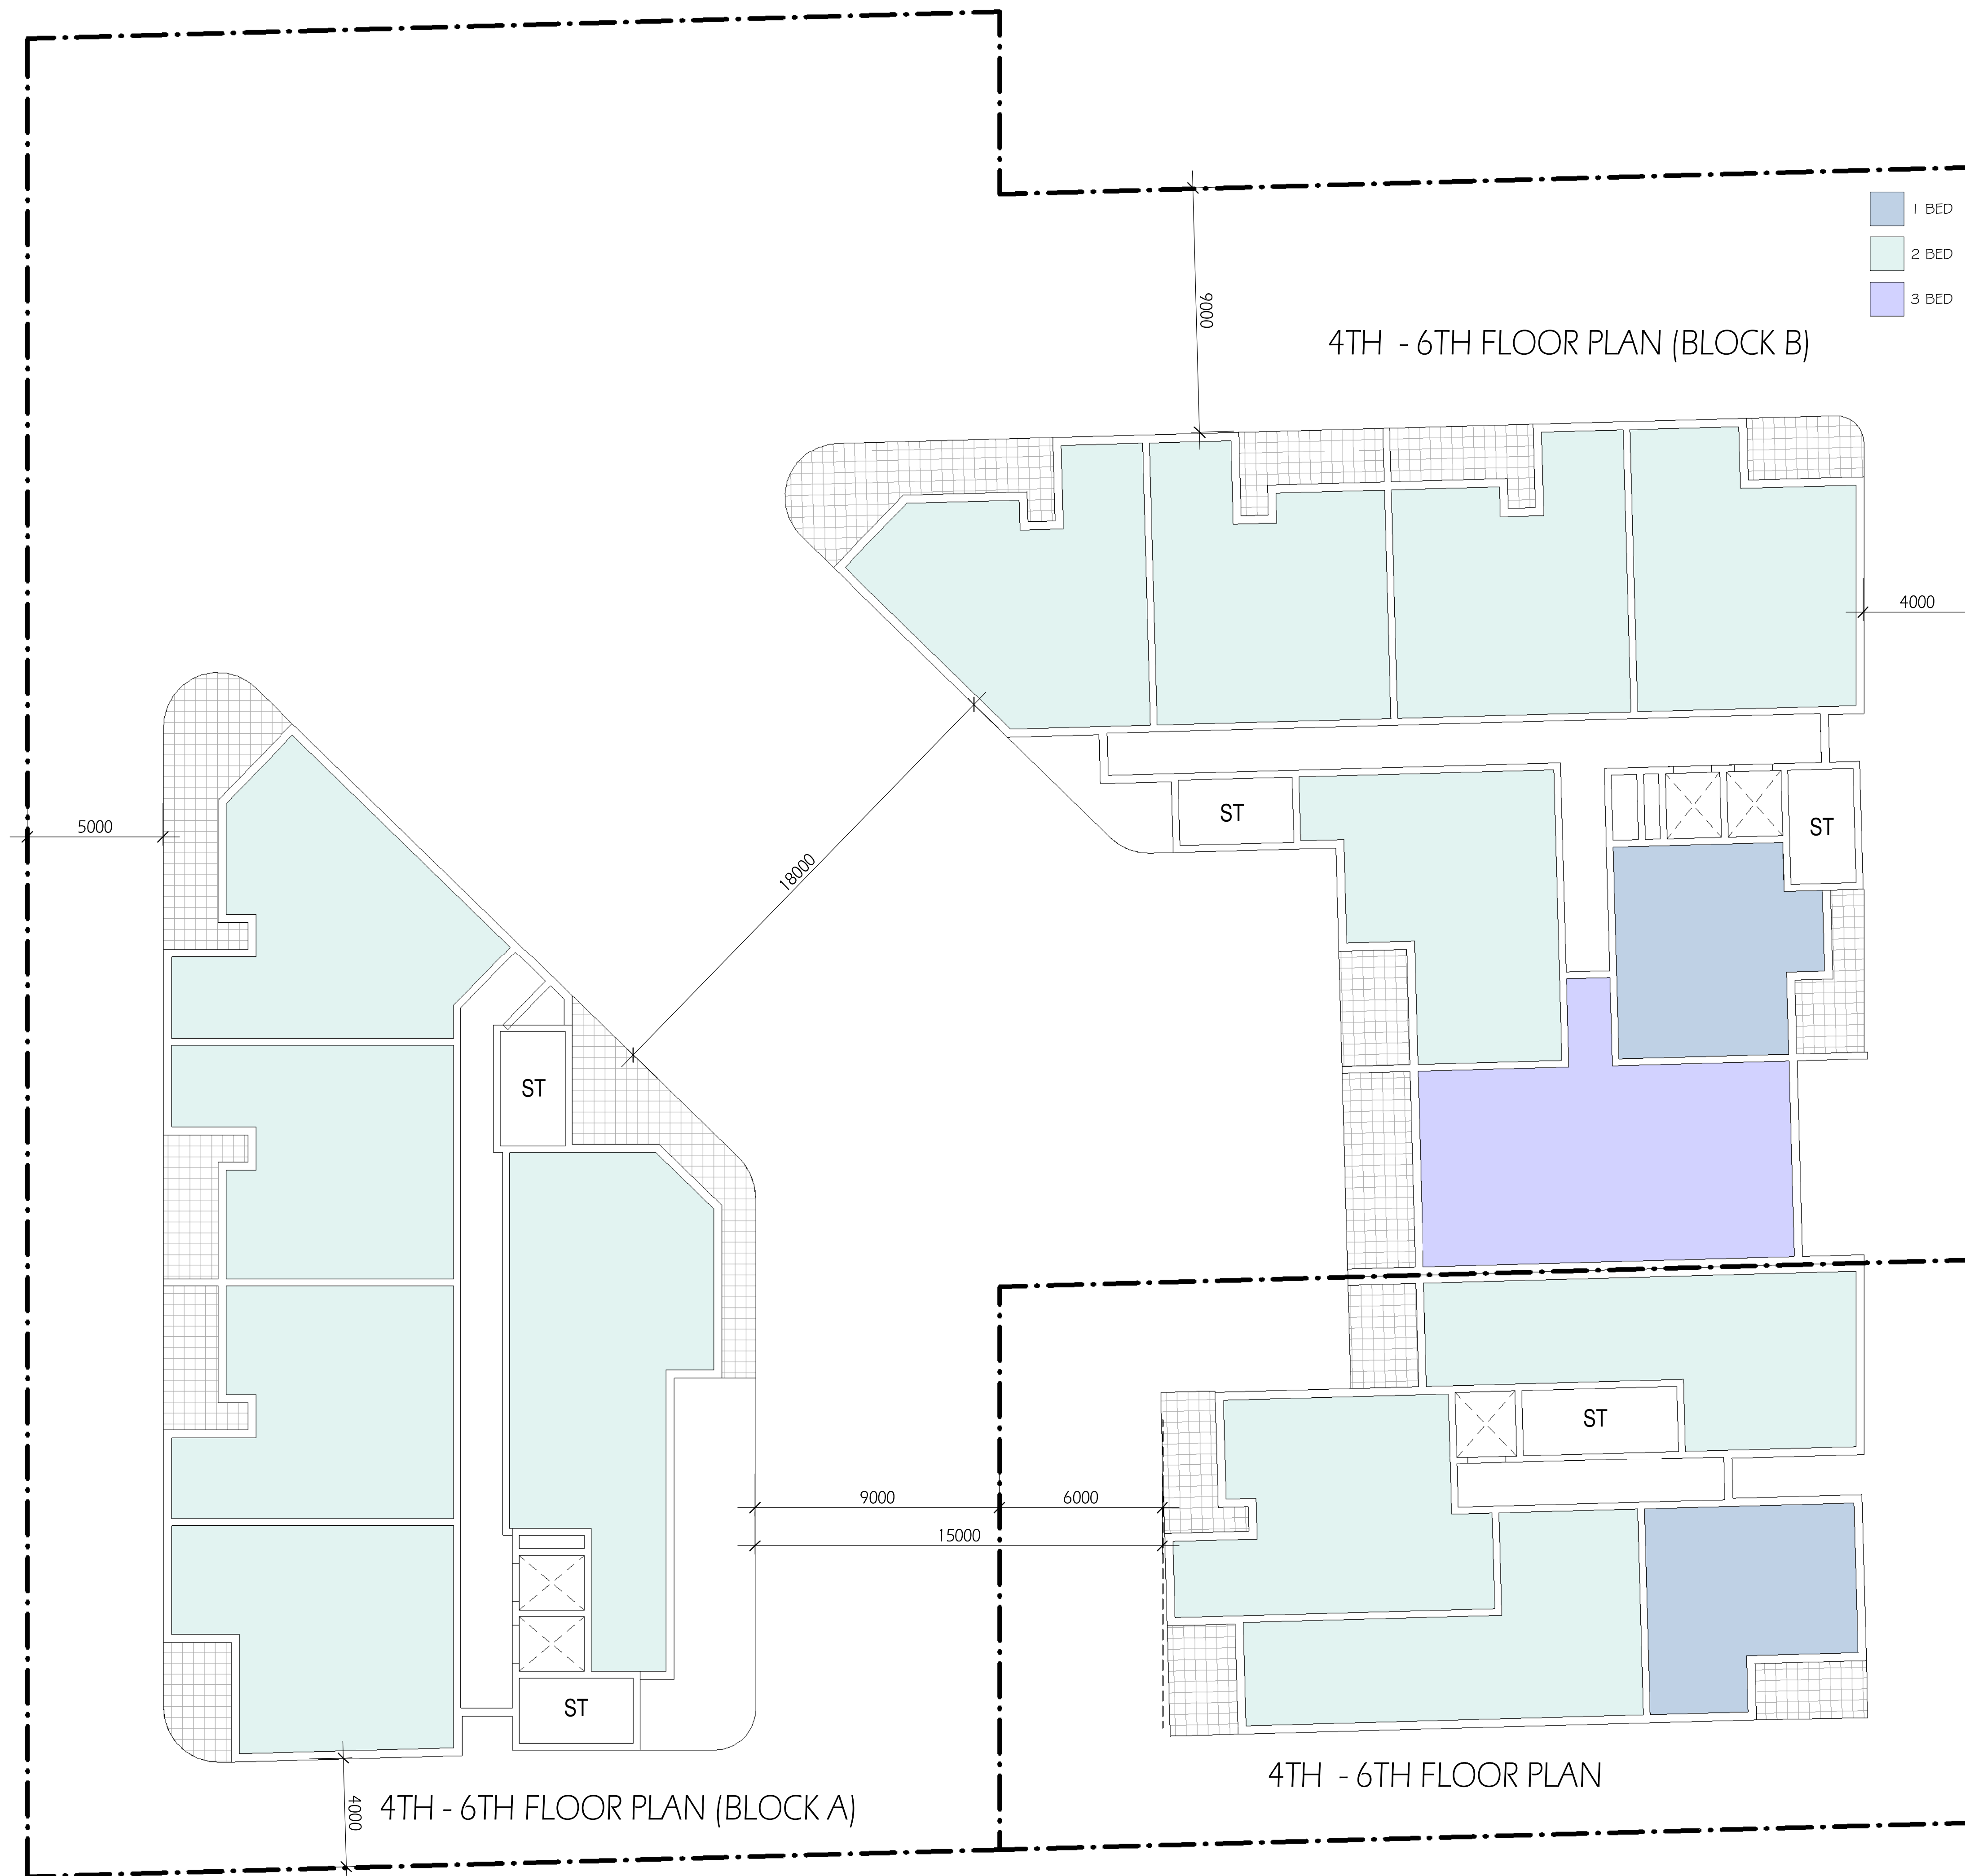 1 BED
2 BED
3 BED
9000
4TH - 6TH FLOOR PLAN (BLOCK B)
4000
5000
18000
ST
ST
ST
ST
9000
6000
15000
ST
4TH - 6TH FLOOR PLAN
4000
4TH - 6TH FLOOR PLAN (BLOCK A)